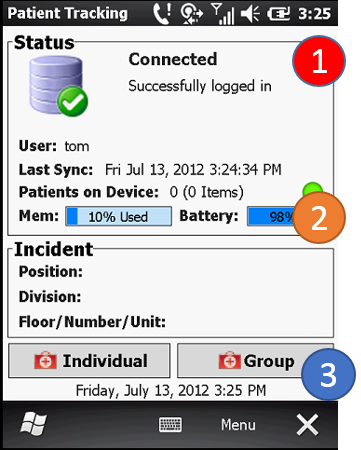 Patient Tracking 3:25
Status
1
Connected
Successfully logged in
User: tom
Last Sync: Fri Jul 13, 2012 3:24:34 PM
Patients on Device: 0 (0 Items)
Mem: 10% Used Battery: 98%
2
Incident
Position:
Division:
Floor/Number/Unit:
Individual Group
3
Friday, July 13, 2012 3:25 PM
Menu